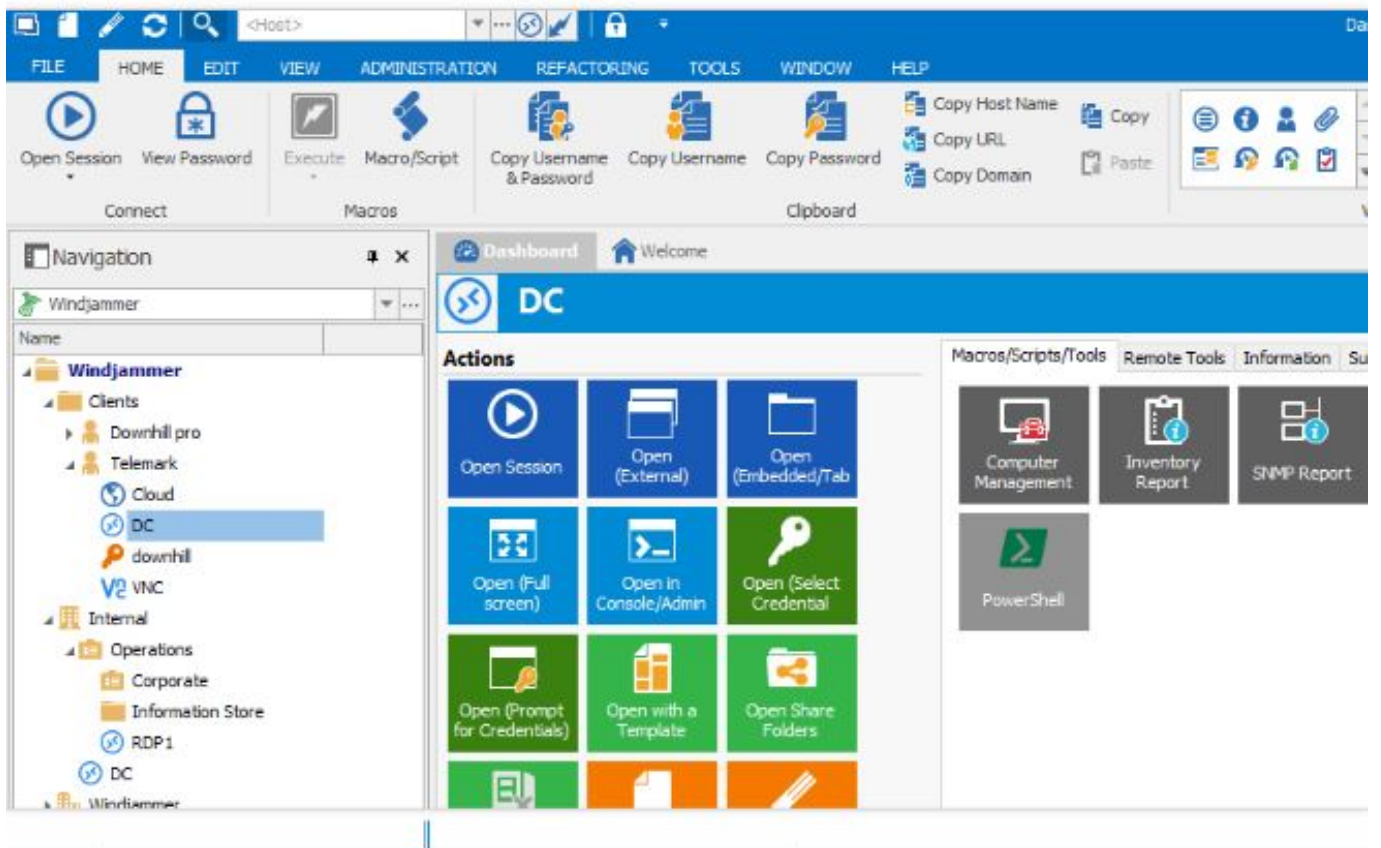 <Host>
Da
FILE HOME EDIT VIEW ADMINISTRATION REFACTORING TOOLS WINDOW HELP
Open Session
View Password
Connect
Execute
Macro/Script
Macros
Copy Username
& Password
Copy Username
Copy Password
Copy Host Name
Copy URL
Copy Domain
Copy
Paste
Clipboard
Navigation
Windjammer
Name
Windjammer
Clients
Downhill pro
Telemark
Cloud
DC
downhill
VNC
Internal
Operations
Corporate
Information Store
RDP1
DC
Windjammer
Dashboard
Welcome
DC
Actions
Open Session
Open
(External)
Open
(Embedded/Tab
Open (Full
screen)
Open in
Console/Admin
Open (Select
Credential
Open (Prompt
for Credentials)
Open with a
Template
Open Share
Folders
Macros/Scripts/Tools Remote Tools Information Su
Computer
Management
Inventory
Report
SNMP Report
PowerShell